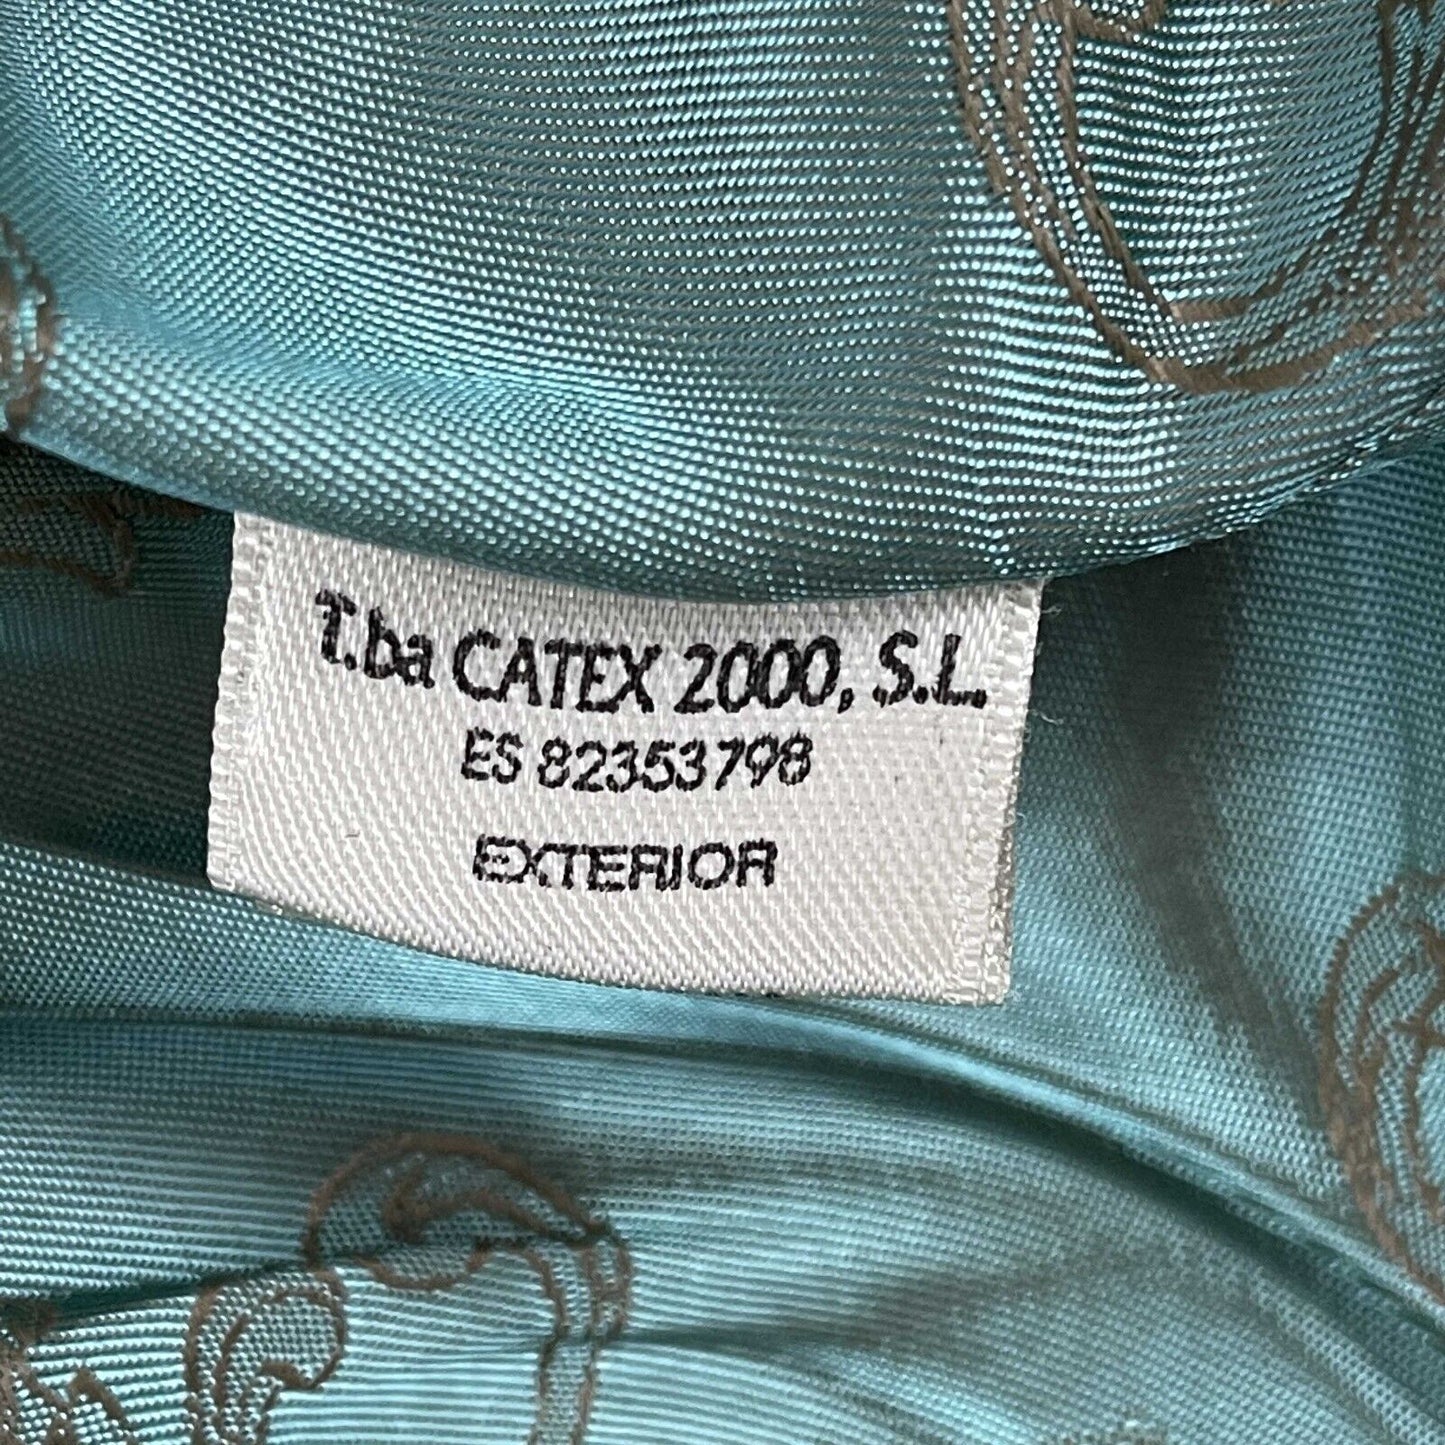 T.ba CATEX 2000, S.L.
ES 82353798
EXTERIOR